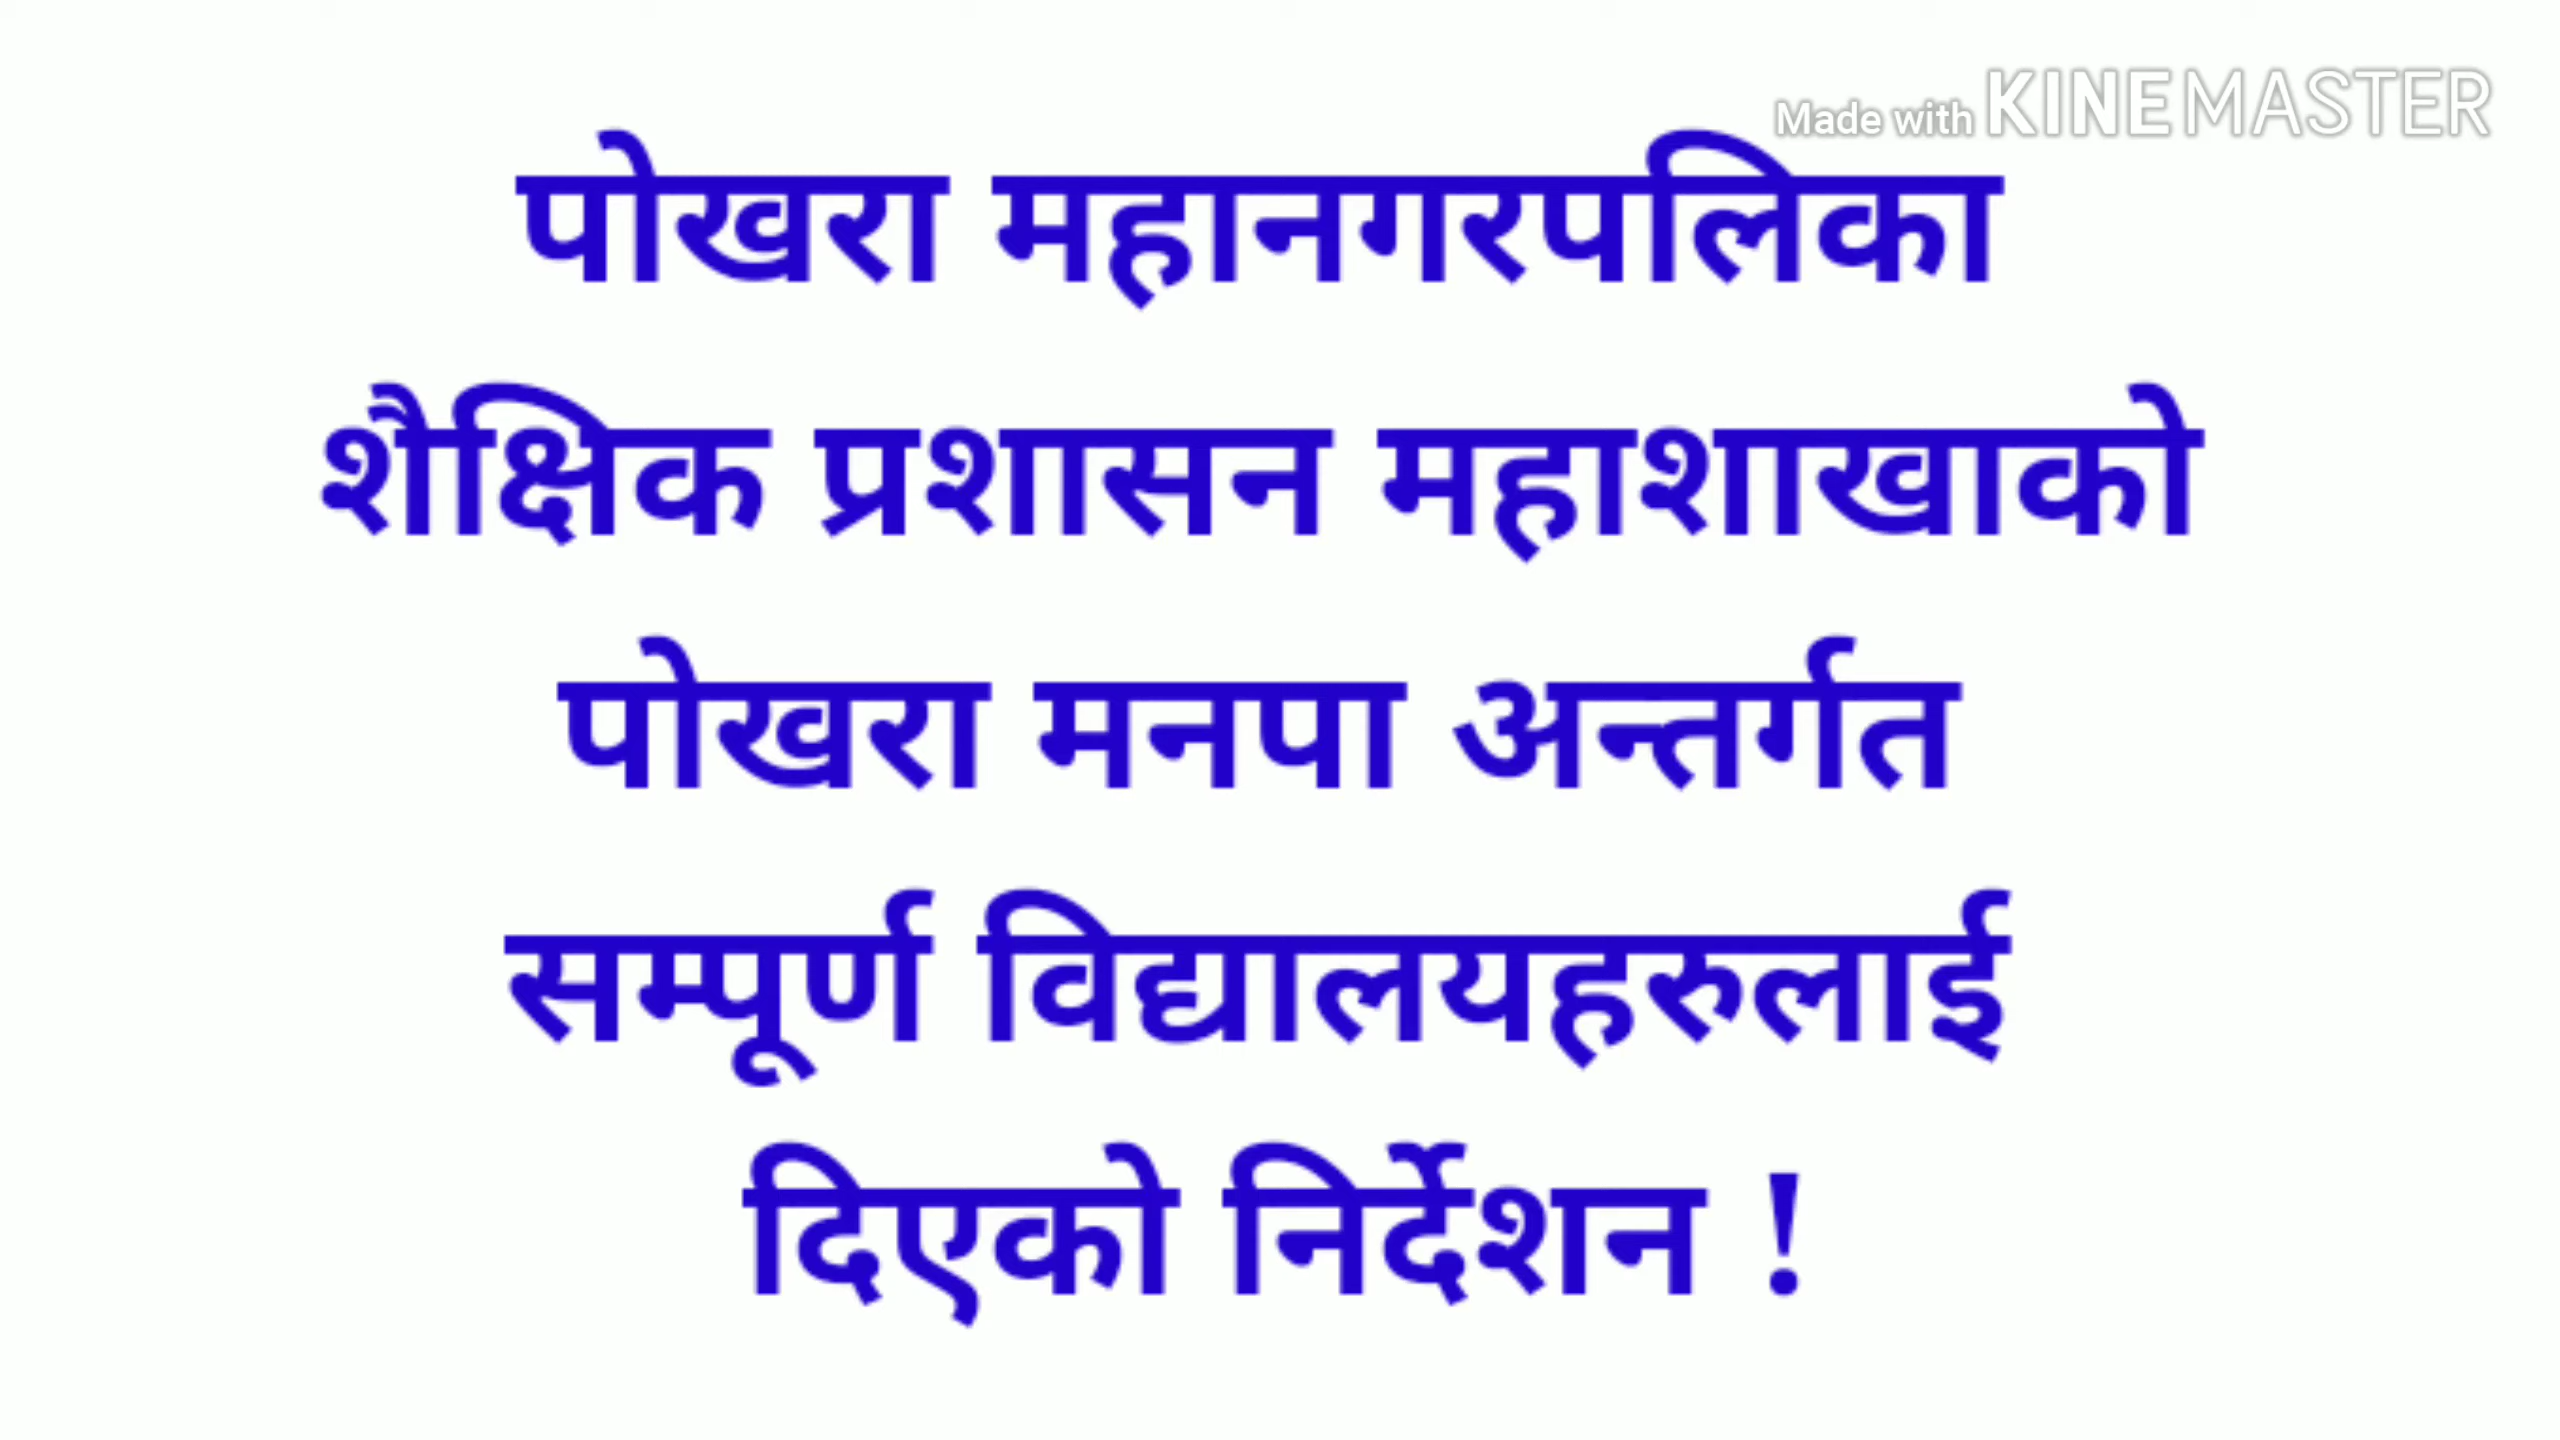 Made with KINEMASTER
पोखरा महानगरपलिका
शैक्षिक प्रशासन महाशाखाको
पोखरा मनपा अन्तर्गत
सम्पूर्ण विद्यालयहरुलाई
दिएको निर्देशन !